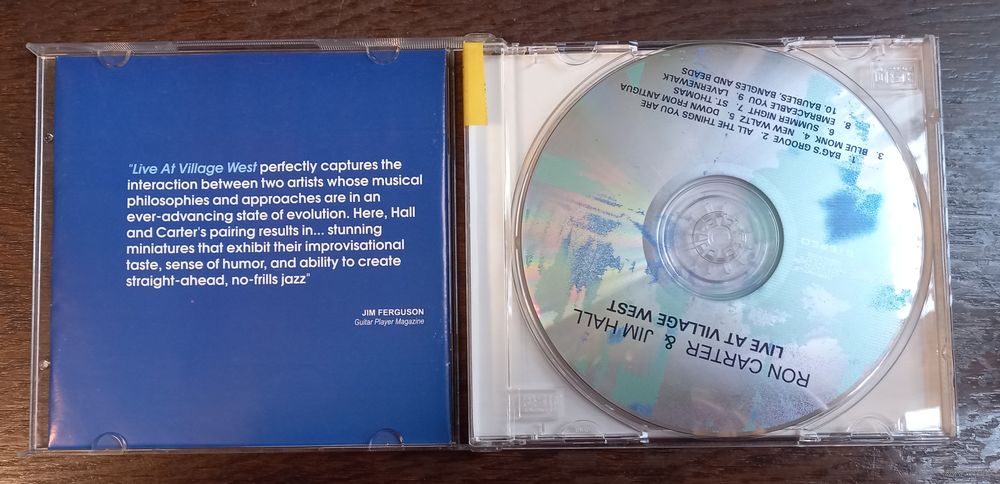 "Live At Village West perfectly captures the
interaction between two artists whose musical
philosophies and approaches are in an
ever-advancing state of evolution. Here, Hall
and Carter's pairing results in... stunning
miniatures that exhibit their improvisational
taste, sense of humor, and ability to create
straight-ahead, no-frills jazz"
JIM FERGUSON
Guitar Player Magazine
RON CARTER & JIM HALL
LIVE AT VILLAGE WEST
1. BAG'S GROOVE 2. ALL THE THINGS YOU ARE
3. BLUE MONK 4. NEW WALTZ 5. DOWN FROM ANTIGUA
6. SUMMER NIGHT 7. ST. THOMAS
8. EMBRACEABLE YOU 9. LAVERNEWALK
10. BAUBLES, BANGLES AND BEADS